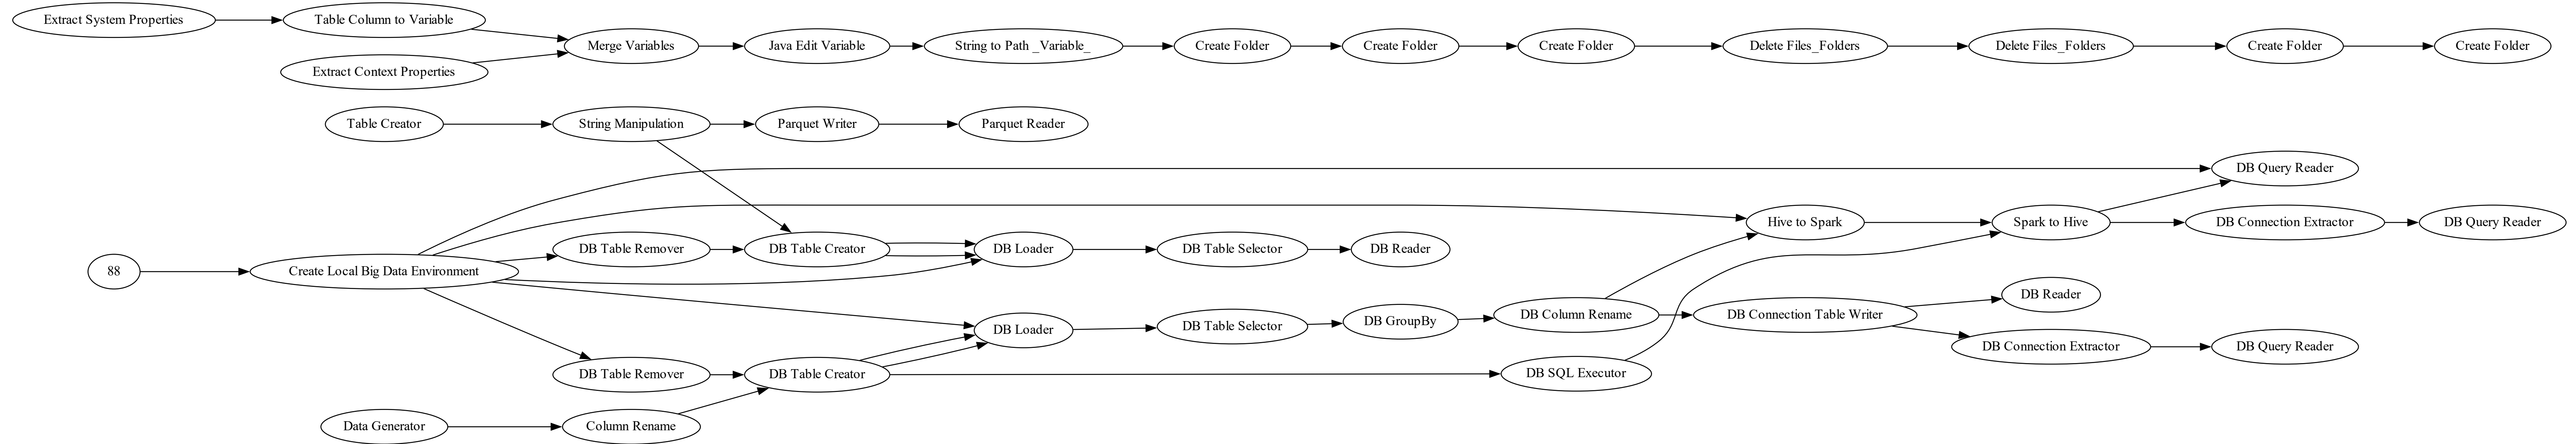 Extract System Properties
Table Column to Variable
Extract Context Properties
Merge Variables
Java Edit Variable
String to Path _Variable_
Create Folder
Create Folder
Create Folder
Delete Files_Folders
Delete Files_Folders
Create Folder
Create Folder
Table Creator
String Manipulation
Parquet Writer
Parquet Reader
DB Query Reader
Hive to Spark
Spark to Hive
DB Connection Extractor
DB Query Reader
88
Create Local Big Data Environment
DB Table Remover
DB Table Creator
DB Loader
DB Table Selector
DB Reader
DB Loader
DB Table Selector
DB GroupBy
DB Column Rename
DB Connection Table Writer
DB Reader
DB Connection Extractor
DB Query Reader
DB Table Remover
DB Table Creator
DB SQL Executor
Data Generator
Column Rename